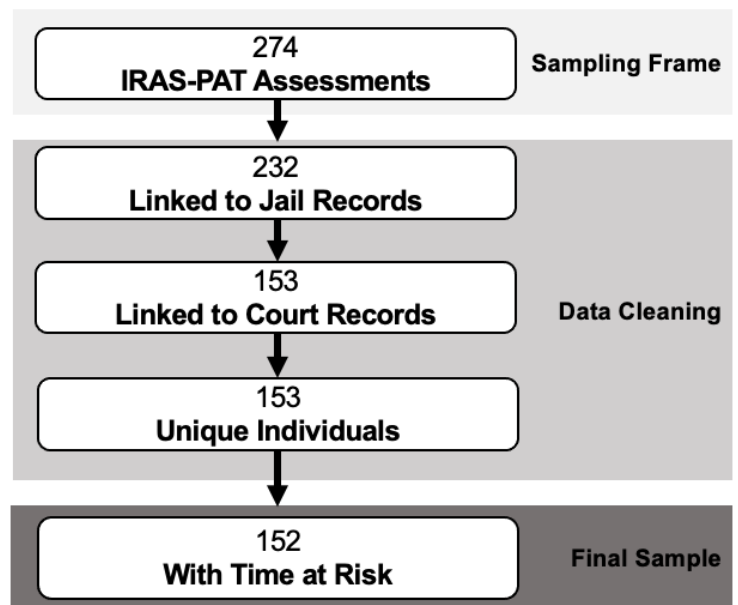 274
IRAS-PAT Assessments
Sampling Frame
232
Linked to Jail Records
153
Linked to Court Records
Data Cleaning
153
Unique Individuals
152
With Time at Risk
Final Sample